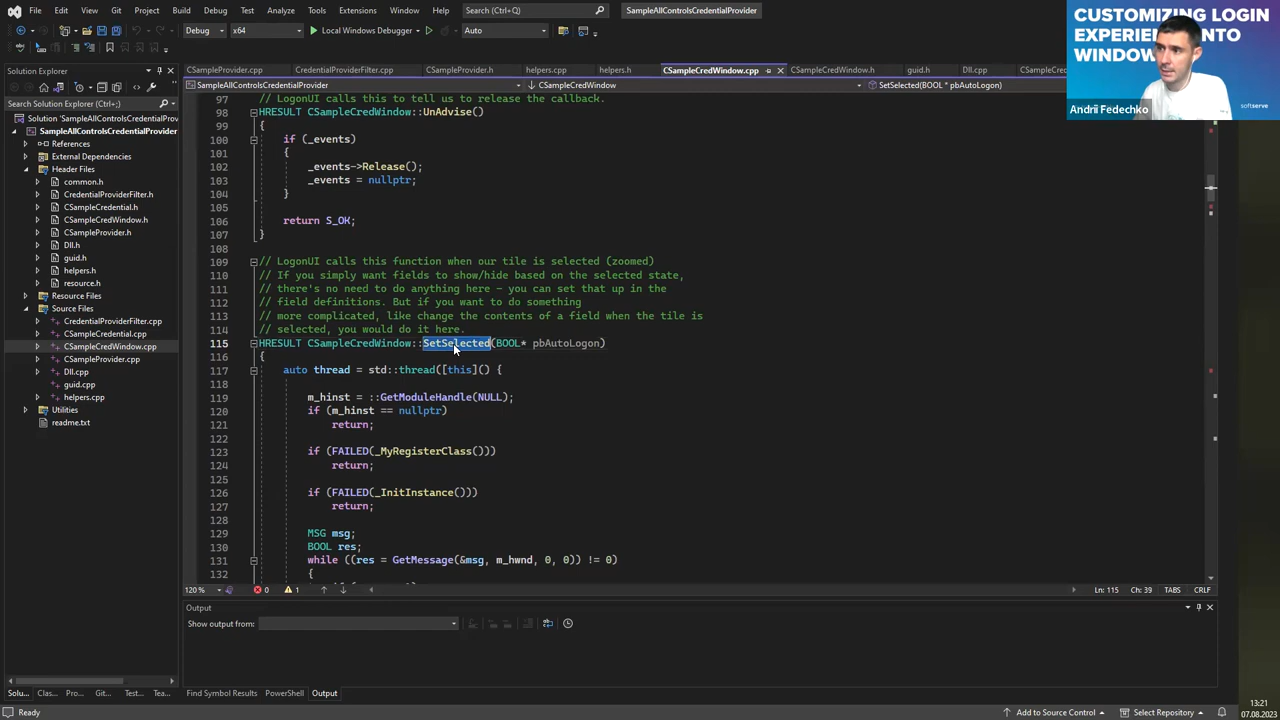 File Edit View Git Project Build Debug Test Analyze Tools Extensions Window Help Search (Ctrl+Q) SampleAllControlsCredentialProvider
Debug x64 Local Windows Debugger Auto
CUSTOMIZING LOGIN
EXPERIENCE INTO
WINDOW
Andrii Fedechko
softserve
Solution Explorer
Search Solution Explorer (Ctrl+;)
Solution 'SampleAllControlsCredentialProv
SampleAllControlsCredentialProvider
References
External Dependencies
Header Files
common.h
CredentialProviderFilter.h
CSampleCredential.h
CSampleCredWindow.h
CSampleProvider.h
Dll.h
guid.h
helpers.h
resource.h
Resource Files
Source Files
CredentialProviderFilter.cpp
CSampleCredential.cpp
CSampleCredWindow.cpp
CSampleProvider.cpp
Dll.cpp
guid.cpp
helpers.cpp
Utilities
readme.txt
Solu... Clas... Pro... Git... Test... Tea...
CSampleProvider.cpp CredentialProviderFilter.cpp CSampleProvider.h helpers.cpp helpers.h CSampleCredWindow.cpp CSampleCredWindow.h guid.h Dll.cpp CSampleCred
SampleAllControlsCredentialProvider CSampleCredWindow SetSelected(BOOL * pbAutoLogon)
97 // LogonUI calls this to tell us to release the callback.
98 HRESULT CSampleCredWindow::UnAdvise()
99 {
100 if (_events)
101 {
102 _events->Release();
103 _events = nullptr;
104 }
105
106 return S_OK;
107 }
108
109 // LogonUI calls this function when our tile is selected (zoomed)
110 // If you simply want fields to show/hide based on the selected state,
111 // there's no need to do anything here - you can set that up in the
112 // field definitions. But if you want to do something
113 // more complicated, like change the contents of a field when the tile is
114 // selected, you would do it here.
115 HRESULT CSampleCredWindow::SetSelected(BOOL* pbAutoLogon)
116 {
117 auto thread = std::thread([this]() {
118
119 m_hinst = ::GetModuleHandle(NULL);
120 if (m_hinst == nullptr)
121 return;
122
123 if (FAILED(_MyRegisterClass()))
124 return;
125
126 if (FAILED(_InitInstance()))
127 return;
128
129 MSG msg;
130 BOOL res;
131 while ((res = GetMessage(&msg, m_hwnd, 0, 0)) != 0)
132 {
120 % 0 1 Ln: 115 Ch: 39 TABS CRLF
Output
Show output from:
Find Symbol Results PowerShell Output
Ready Add to Source Control Select Repository
13:21
07.08.2023